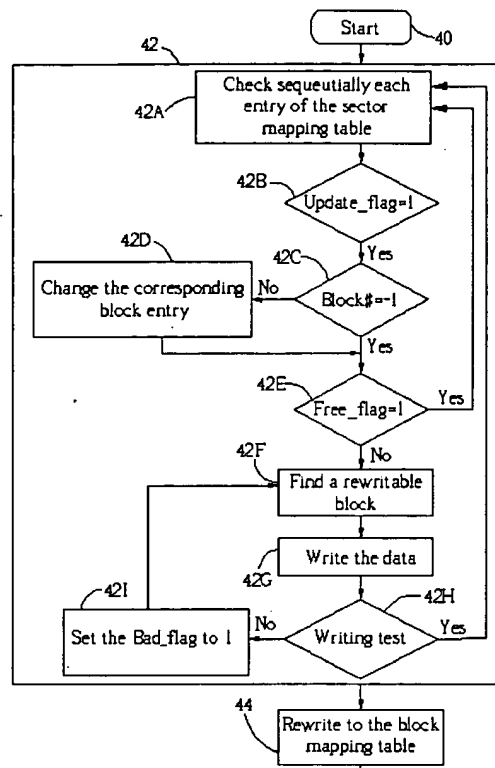 Start
40
42
42A
Check sequeutially each
entry of the sector
mapping table
42B
Update_flag=1
Yes
42D
Change the corresponding
block entry
No
42C
Block#=-1
Yes
42E
Free_flag=1
Yes
No
42F
Find a rewritable
block
42G
Write the data
42I
Set the Bad_flag to 1
No
42H
Writing test
Yes
44
Rewrite to the block
mapping table